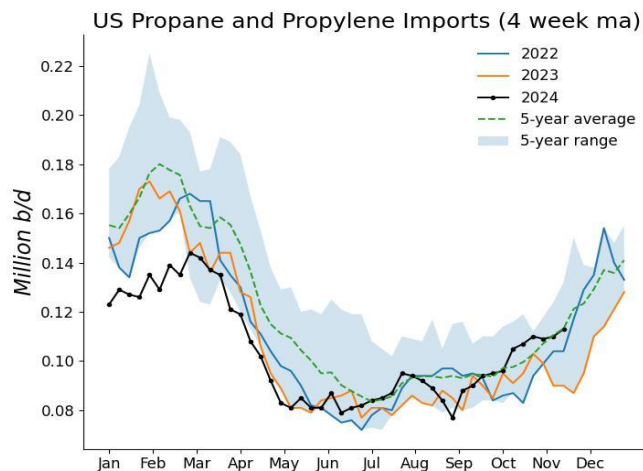 US Propane and Propylene Imports (4 week ma)
2022
2023
2024
5-year average
5-year range
Million b/d
0.22
0.20
0.18
0.16
0.14
0.12
0.10
0.08
Jan Feb Mar Apr May Jun Jul Aug Sep Oct Nov Dec